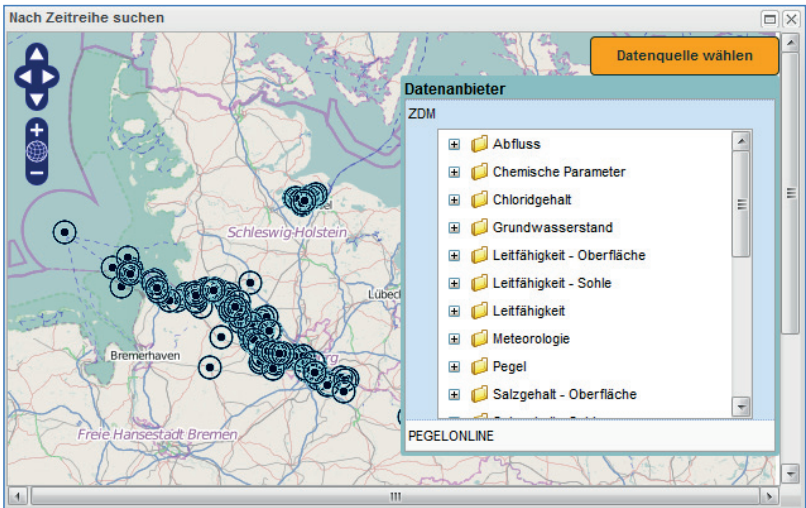 Nach Zeitreihe suchen
Datenquelle wählen
Datenanbieter
ZDM
Abfluss
Chemische Parameter
Chloridgehalt
Grundwasserstand
Leitfähigkeit - Oberfläche
Leitfähigkeit - Sohle
Leitfähigkeit
Meteorologie
Pegel
Salzgehalt - Oberfläche
PEGELONLINE
Schleswig-Holstein
Bremerhaven
Freie Hansestadt Bremen